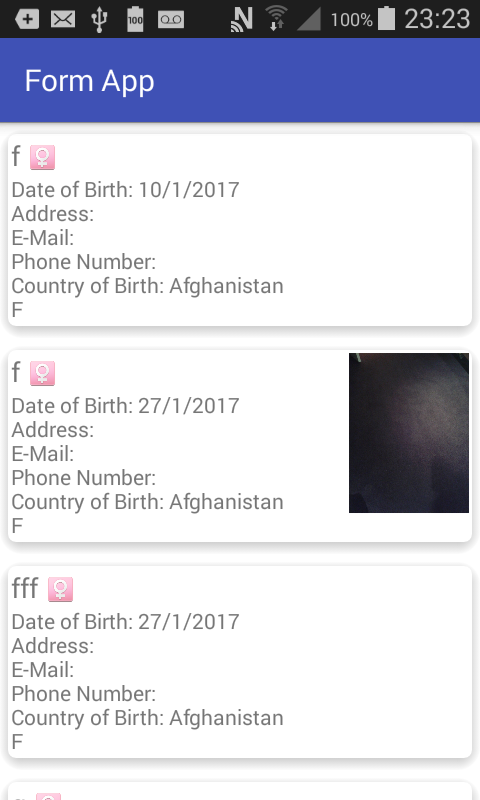 100
N
100%
23:23
Form App
f
Date of Birth: 10/1/2017
Address:
E-Mail:
Phone Number:
Country of Birth: Afghanistan
F
f
Date of Birth: 27/1/2017
Address:
E-Mail:
Phone Number:
Country of Birth: Afghanistan
F
fff
Date of Birth: 27/1/2017
Address:
E-Mail:
Phone Number:
Country of Birth: Afghanistan
F